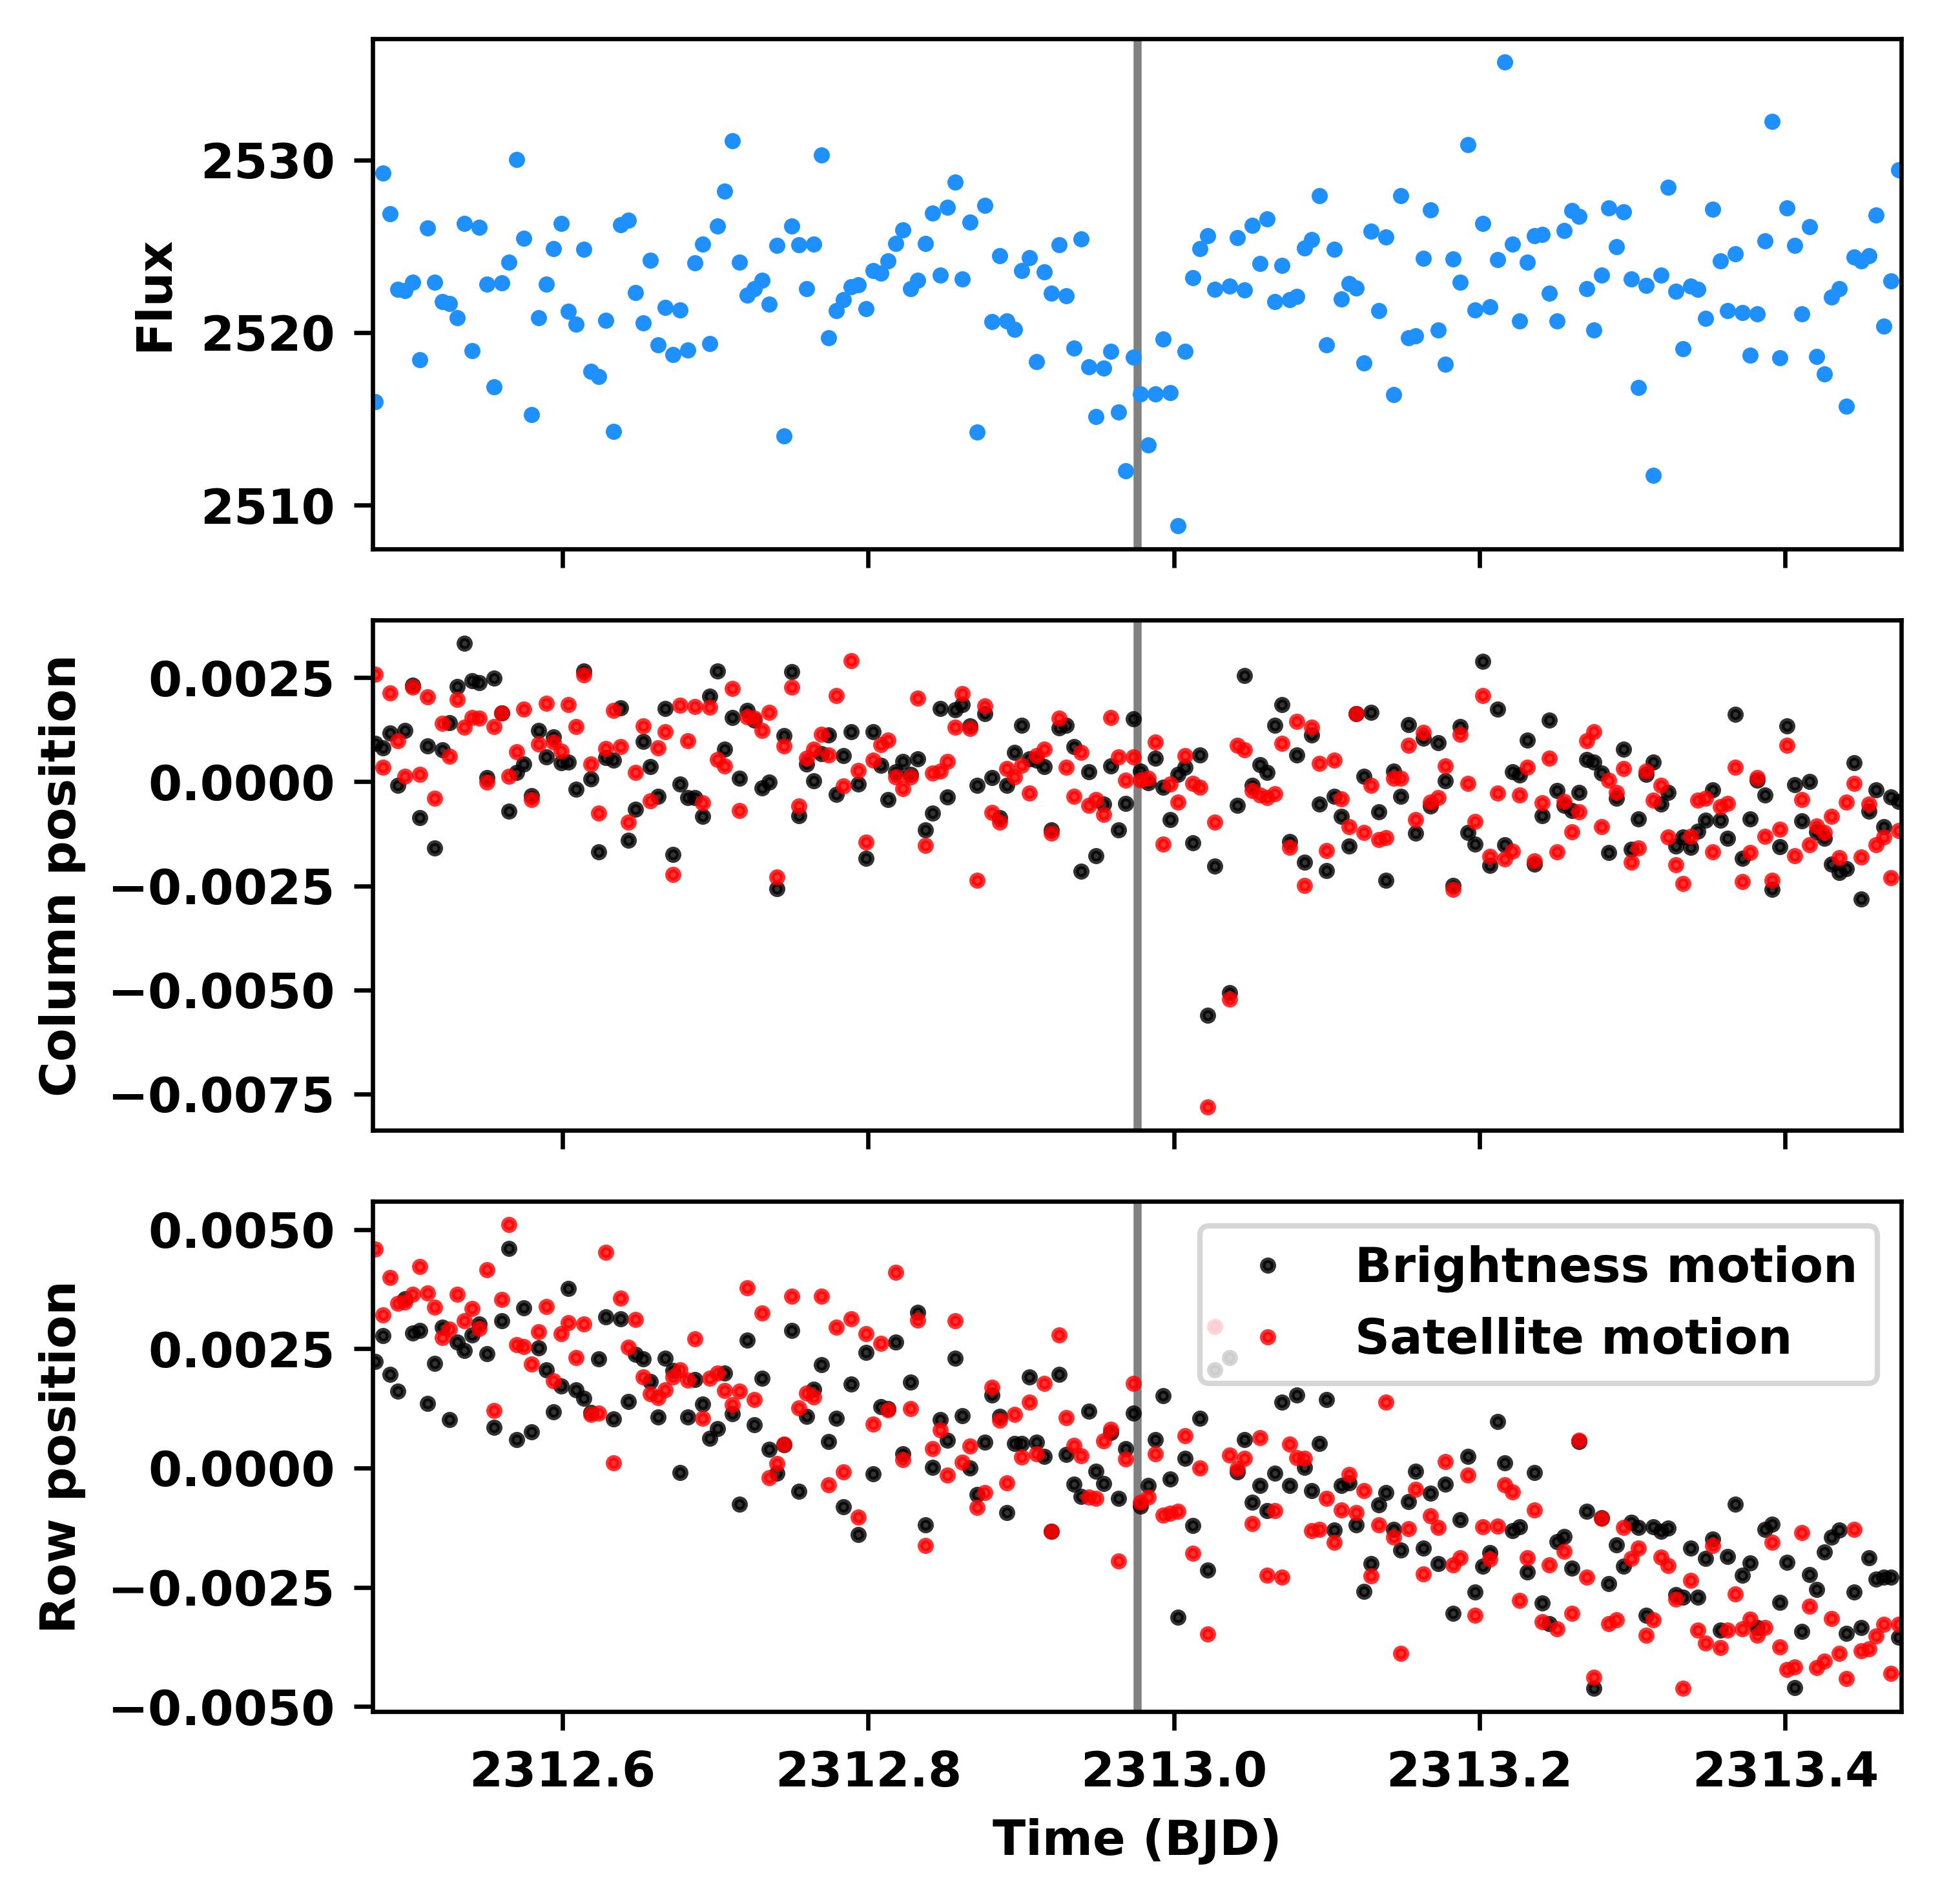 Flux
2530
2520
2510
Column position
0.0025
0.0000
−0.0025
−0.0050
−0.0075
Row position
0.0050
0.0025
0.0000
−0.0025
−0.0050
Brightness motion
Satellite motion
2312.6 2312.8 2313.0 2313.2 2313.4
Time (BJD)